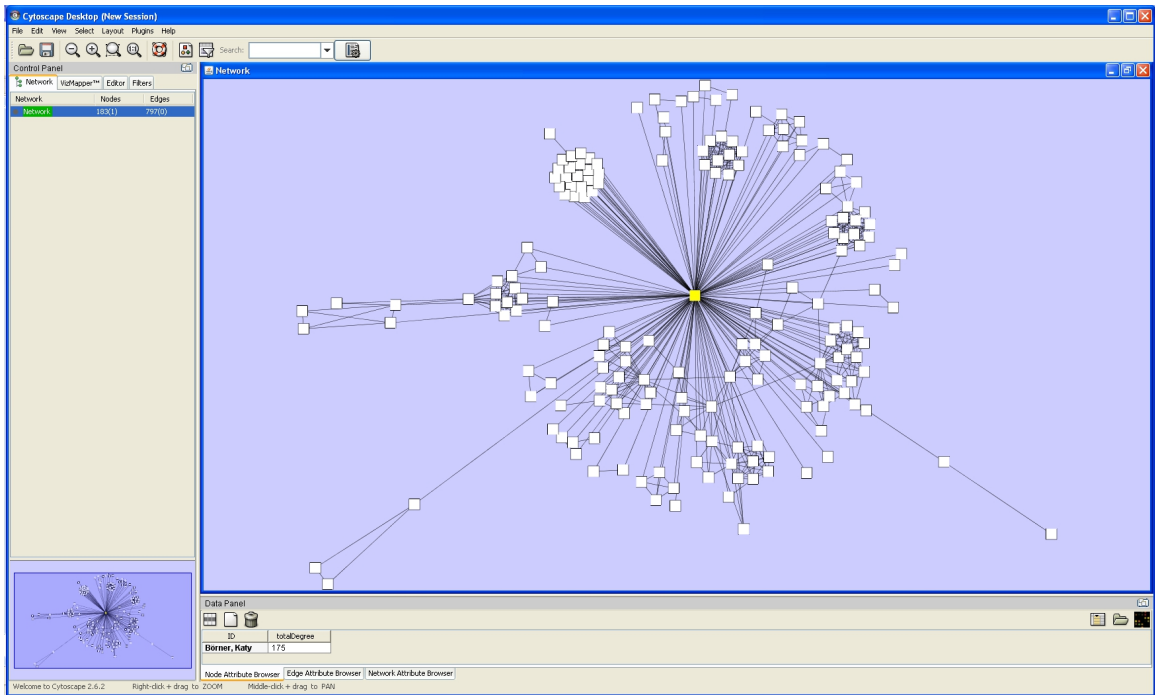 Cytoscape Desktop (New Session)
File Edit View Select Layout Plugins Help
Search:
Control Panel
Network VizMapper™ Editor Filters
Network Nodes Edges
Network 183(1) 797(0)
Network
Data Panel
ID totalDegree
Börner, Katy 175
Node Attribute Browser Edge Attribute Browser Network Attribute Browser
Welcome to Cytoscape 2.6.2 Right-click + drag to ZOOM Middle-click + drag to PAN